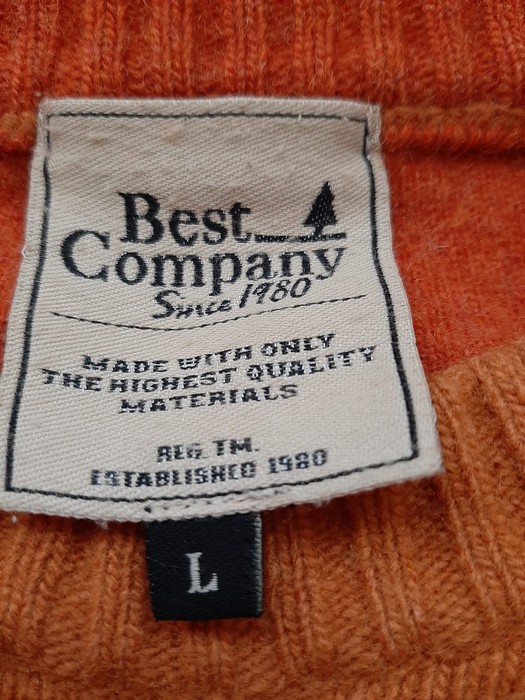 Best
Company
Since 1980
MADE WITH ONLY
THE HIGHEST QUALITY
MATERIALS
REG. TM.
ESTABLISHED 1980
L